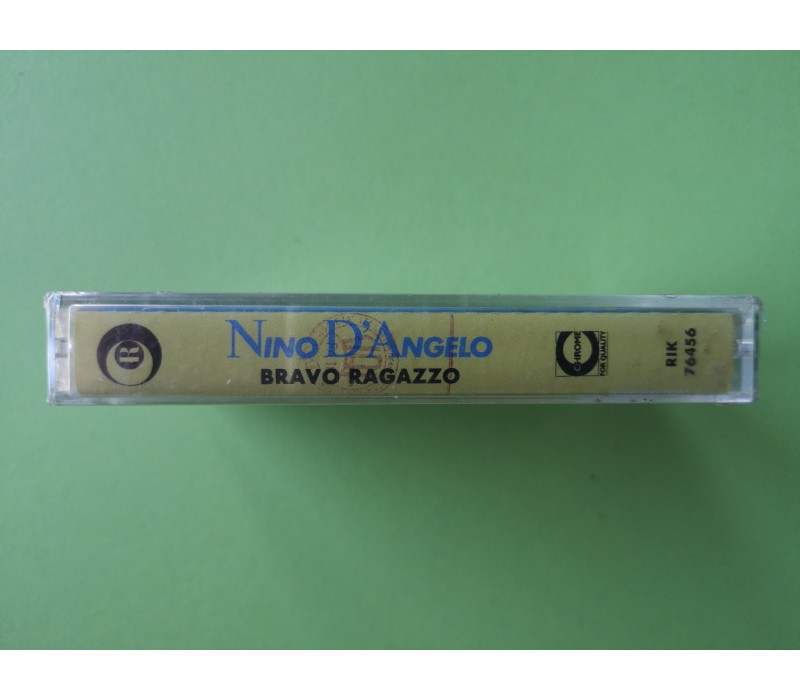 R
NINO D'ANGELO
BRAVO RAGAZZO
CHROME
FOR QUALITY
RIK
76456